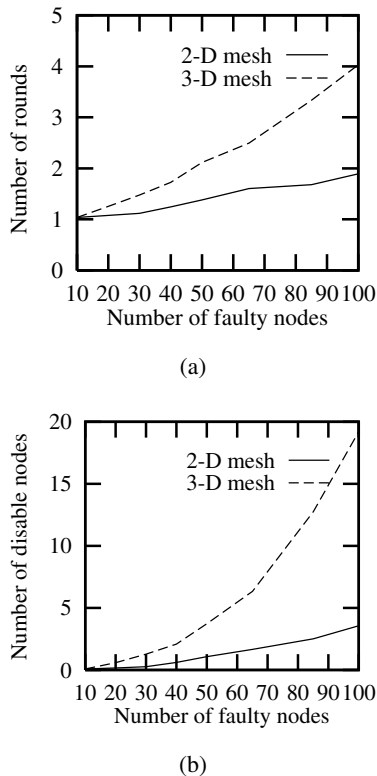 5
4
3
2
1
0
Number of rounds
2-D mesh
3-D mesh
10 20 30 40 50 60 70 80 90 100
Number of faulty nodes
(a)
20
15
10
5
0
Number of disable nodes
2-D mesh
3-D mesh
10 20 30 40 50 60 70 80 90 100
Number of faulty nodes
(b)